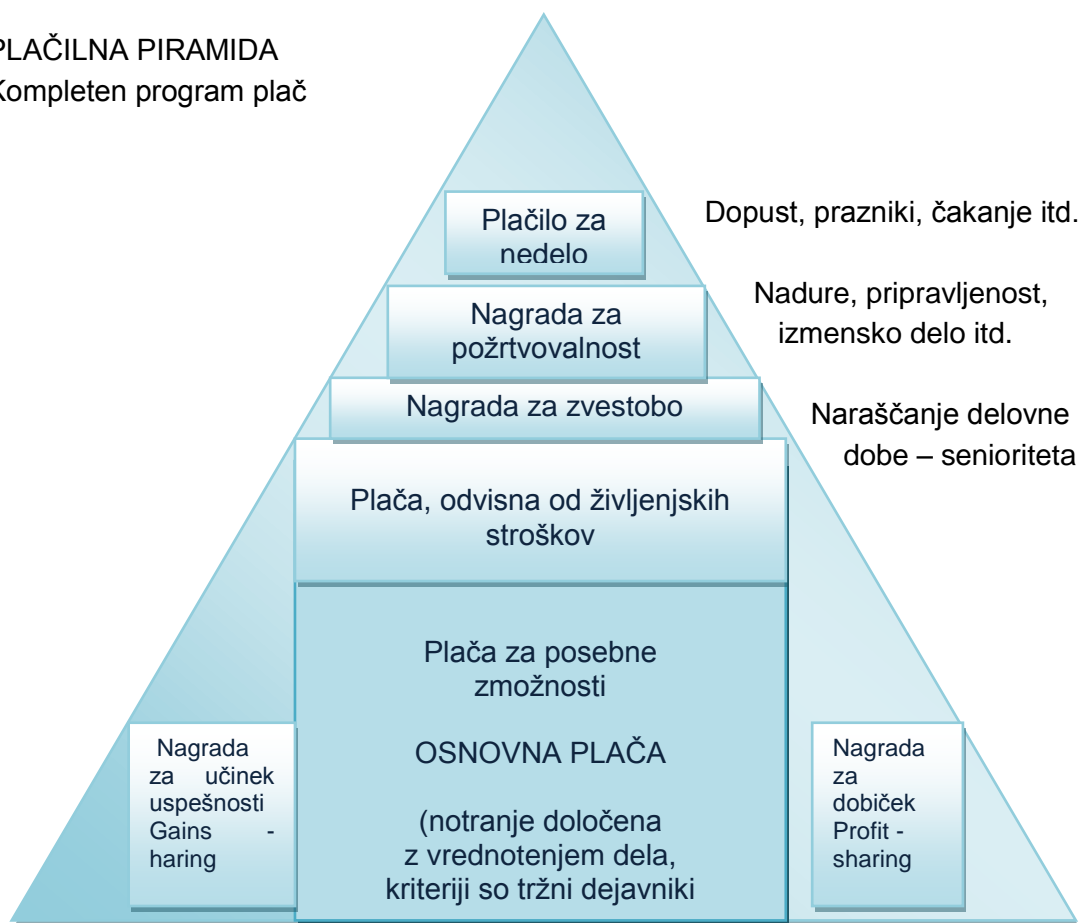 PLAČILNA PIRAMIDA
Kompleten program plač
Plačilo za
nedelo
Dopust, prazniki, čakanje itd.
Nagrada za
požrtvovalnost
Nadure, pripravljenost,
izmensko delo itd.
Nagrada za zvestobo
Naraščanje delovne
dobe – senioriteta
Plača, odvisna od življenjskih
stroškov
Plača za posebne
zmožnosti
OSNOVNA PLAČA
(notranje določena
z vrednotenjem dela,
kriteriji so tržni dejavniki
Nagrada
za učinek
uspešnosti
Gains -
haring
Nagrada
za
dobiček
Profit -
sharing